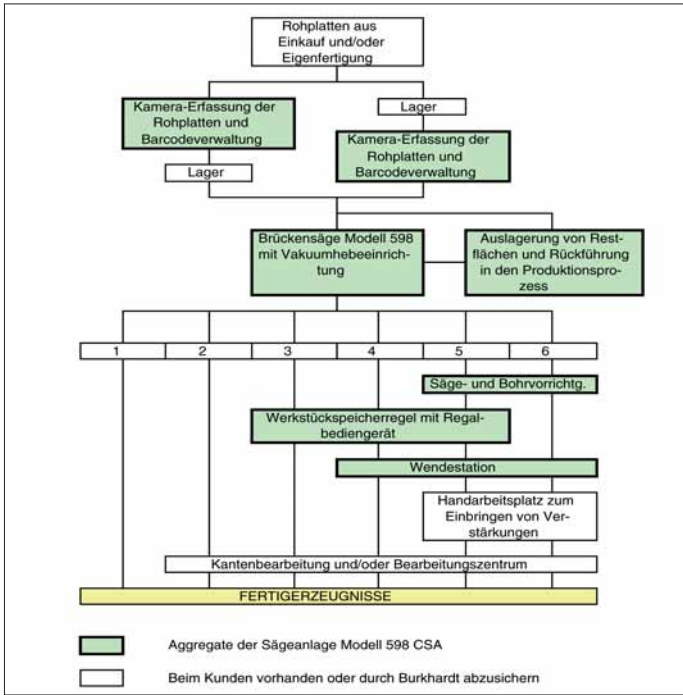 Rohplatten aus
Einkauf und/oder
Eigenfertigung
Kamera-Erfassung der
Rohplatten und
Barcodeverwaltung
Lager
Lager
Kamera-Erfassung der
Rohplatten und
Barcodeverwaltung
Brückensäge Modell 598
mit Vakuumhebeeinrich-
tung
Auslagerung von Rest-
flächen und Rückführung
in den Produktionspro-
zess
1 2 3 4 5 6
Säge- und Bohrvorrichtg.
Werkstückspeicherregel mit Regal-
bediengerät
Wendestation
Handarbeitsplatz zum
Einbringen von Ver-
stärkungen
Kantenbearbeitung und/oder Bearbeitungszentrum
FERTIGERZEUGNISSE
Aggregate der Sägeanlage Modell 598 CSA
Beim Kunden vorhanden oder durch Burkhardt abzusichern